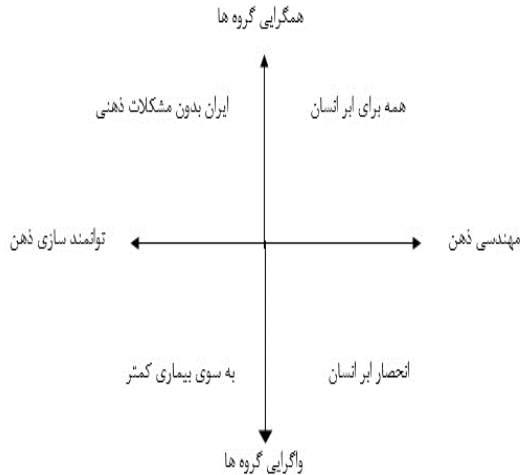 همگرایی گروه ها
همه برای ابر انسان
ایران بدون مشکلات ذهنی
مهندسی ذهن
توانمند سازی ذهن
انحصار ابر انسان
به سوی بیماری کمتر
واگرایی گروه ها